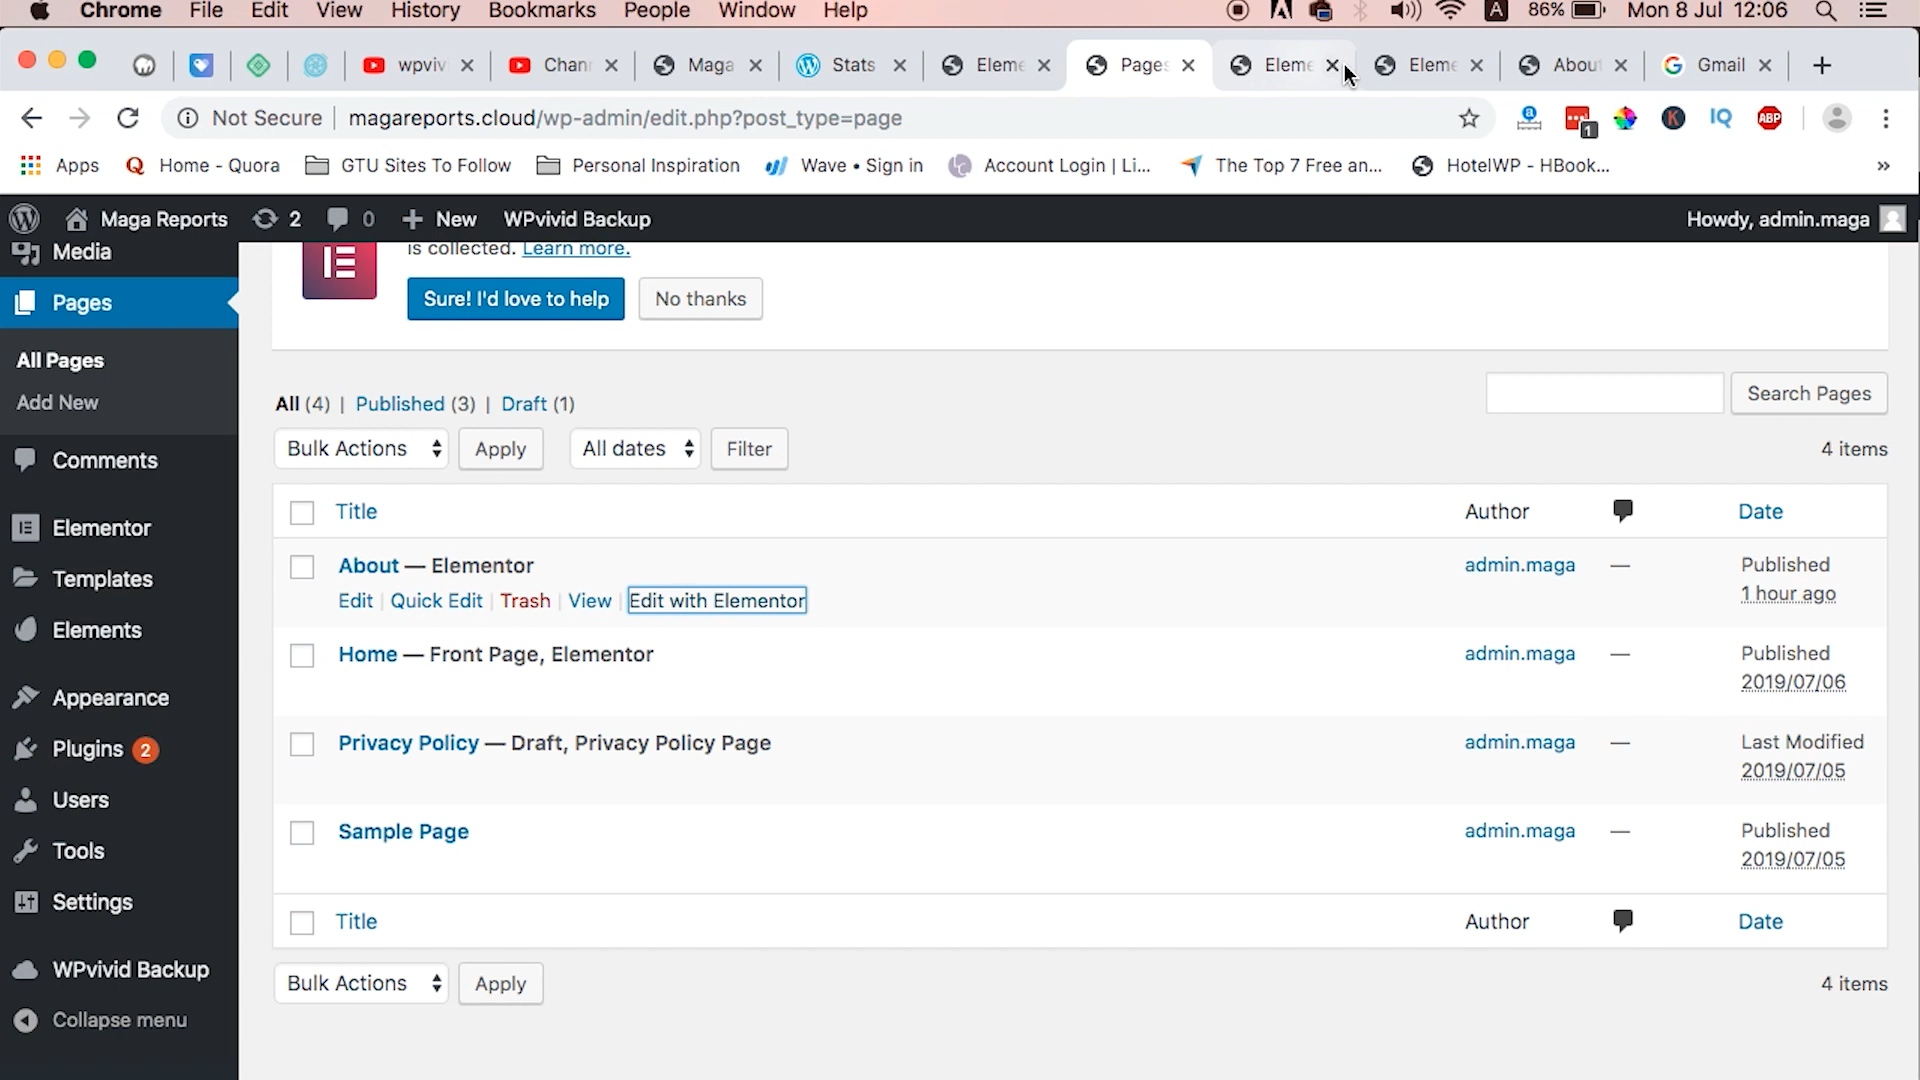 Chrome File Edit View History Bookmarks People Window Help A 86% Mon 8 Jul 12:06
wpviv Chan Maga Stats Eleme Pages Eleme Eleme About Gmail
Not Secure magareports.cloud/wp-admin/edit.php?post_type=page 1 K IQ ABP
Apps Home - Quora GTU Sites To Follow Personal Inspiration Wave • Sign in Account Login | Li... The Top 7 Free an... HotelWP - HBook... »
Maga Reports 2 0 New WPvivid Backup Howdy, admin.maga
Media
Pages
All Pages
Add New
Comments
Elementor
Templates
Elements
Appearance
Plugins 2
Users
Tools
Settings
WPvivid Backup
Collapse menu
is collected. Learn more.
Sure! I'd love to help No thanks
All (4) | Published (3) | Draft (1) Search Pages
Bulk Actions Apply All dates Filter 4 items
Title Author Date
About — Elementor admin.maga — Published
Edit | Quick Edit | Trash | View | Edit with Elementor 1 hour ago
Home — Front Page, Elementor admin.maga — Published
2019/07/06
Privacy Policy — Draft, Privacy Policy Page admin.maga — Last Modified
2019/07/05
Sample Page admin.maga — Published
2019/07/05
Title Author Date
Bulk Actions Apply 4 items